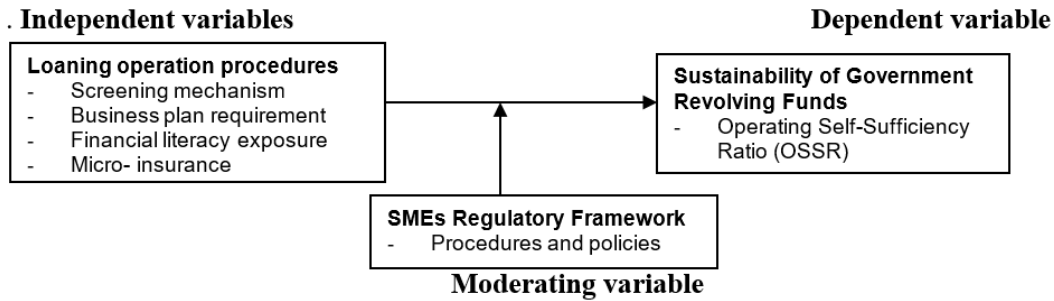 . Independent variables
Dependent variable
Loaning operation procedures
- Screening mechanism
- Business plan requirement
- Financial literacy exposure
- Micro- insurance
Sustainability of Government
Revolving Funds
- Operating Self-Sufficiency
Ratio (OSSR)
SMEs Regulatory Framework
- Procedures and policies
Moderating variable